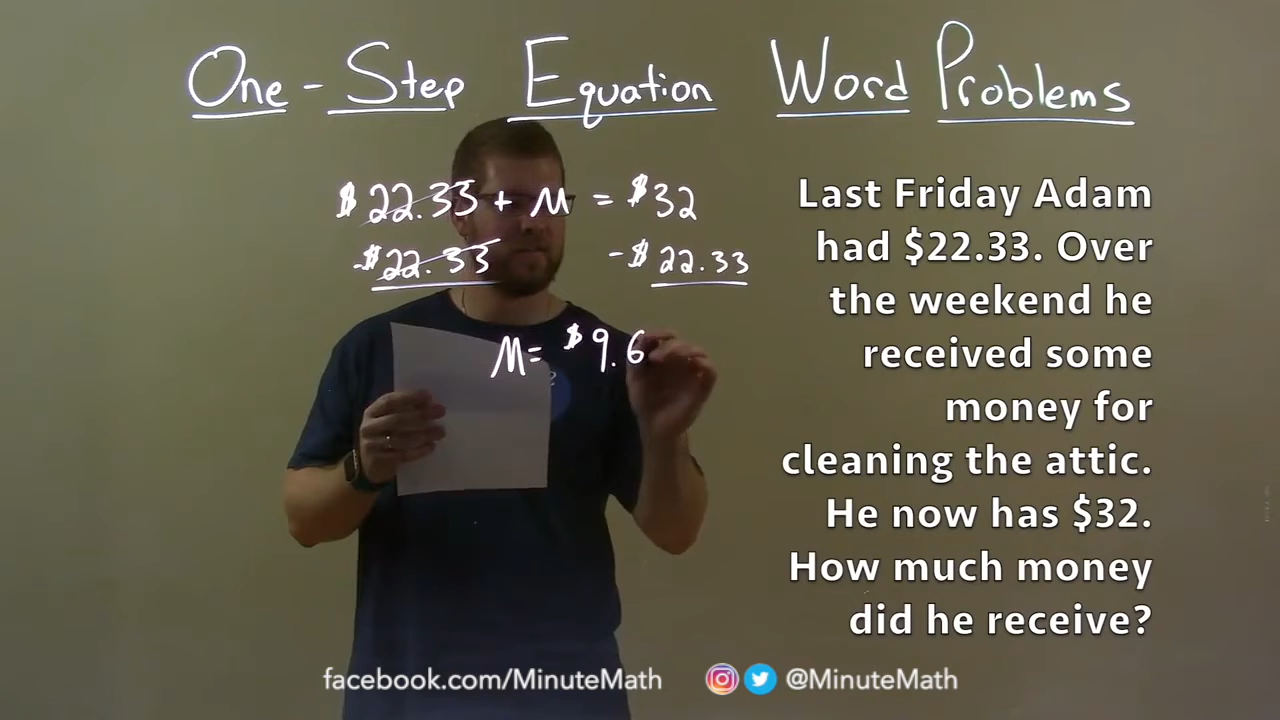 One-Step Equation Word Problems
$22.33 + M = $32
-$22.33 -$22.33
M= $9.6
Last Friday Adam
had $22.33. Over
the weekend he
received some
money for
cleaning the attic.
He now has $32.
How much money
did he receive?
facebook.com/MinuteMath @MinuteMath